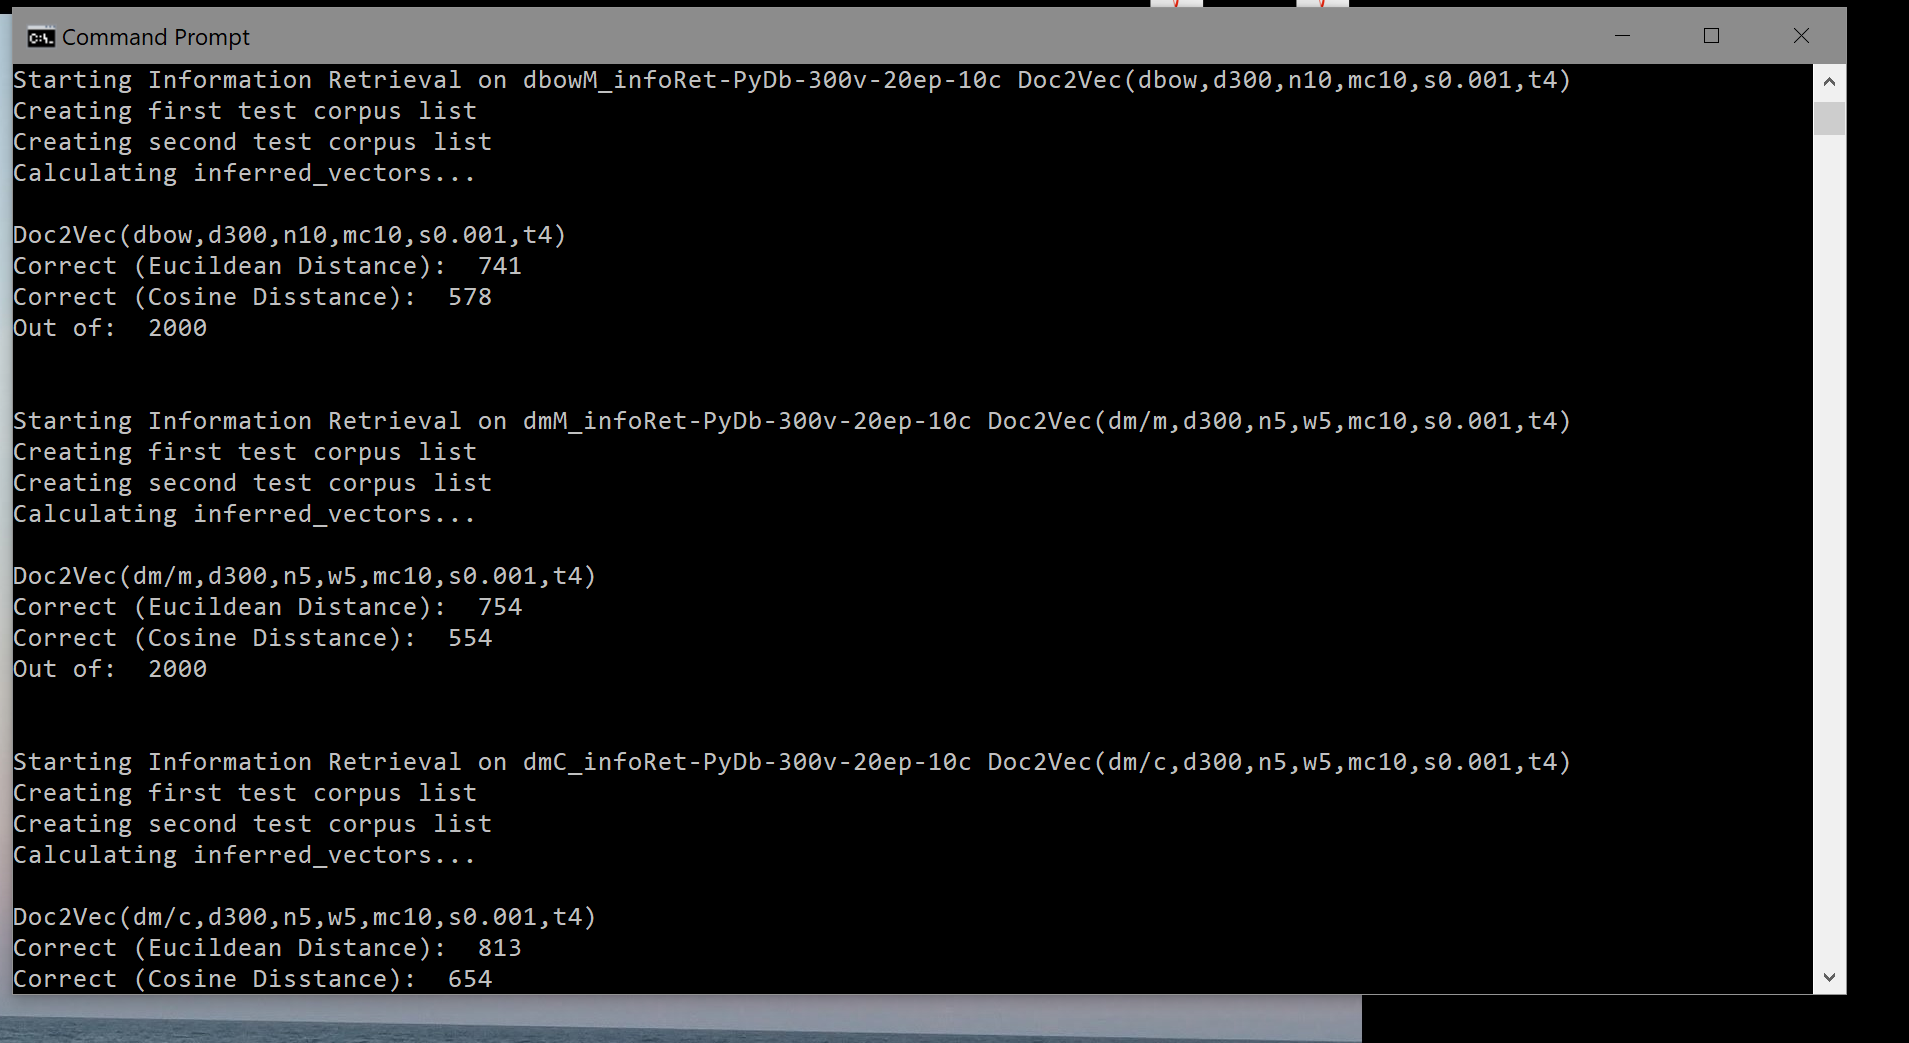 Command Prompt
Starting Information Retrieval on dbowM_infoRet-PyDb-300v-20ep-10c Doc2Vec(dbow,d300,n10,mc10,s0.001,t4)
Creating first test corpus list
Creating second test corpus list
Calculating inferred_vectors...
Doc2Vec(dbow,d300,n10,mc10,s0.001,t4)
Correct (Eucildean Distance):  741
Correct (Cosine Disstance):  578
Out of:  2000
Starting Information Retrieval on dmM_infoRet-PyDb-300v-20ep-10c Doc2Vec(dm/m,d300,n5,w5,mc10,s0.001,t4)
Creating first test corpus list
Creating second test corpus list
Calculating inferred_vectors...
Doc2Vec(dm/m,d300,n5,w5,mc10,s0.001,t4)
Correct (Eucildean Distance):  754
Correct (Cosine Disstance):  554
Out of:  2000
Starting Information Retrieval on dmC_infoRet-PyDb-300v-20ep-10c Doc2Vec(dm/c,d300,n5,w5,mc10,s0.001,t4)
Creating first test corpus list
Creating second test corpus list
Calculating inferred_vectors...
Doc2Vec(dm/c,d300,n5,w5,mc10,s0.001,t4)
Correct (Eucildean Distance):  813
Correct (Cosine Disstance):  654